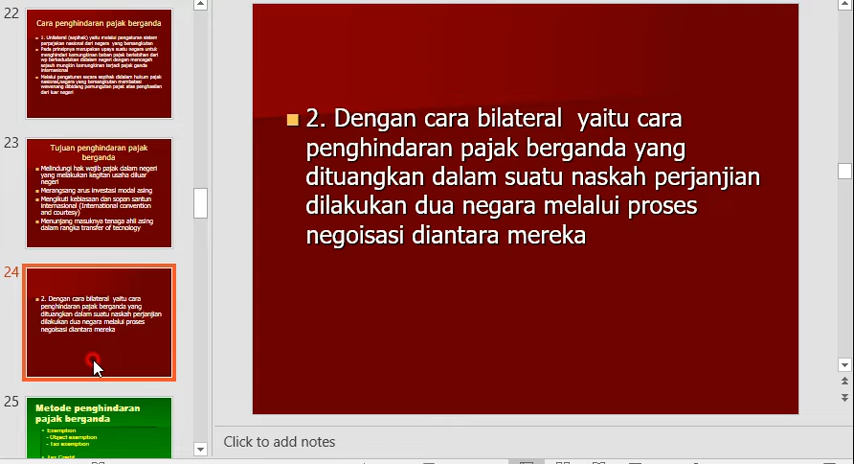 22
Cara penghindaran pajak berganda
1. Unilateral (sepihak) yaitu melalui pengaturan sistem
perpajakan nasional dari negara yang bersangkutan
Pada prinsipnya merupakan upaya suatu negara untuk
menghindari kemungkinan beban pajak berlebihan dari
wp berkedudukan didalam negeri dengan mencegah
sejauh mungkin kemungkinan terjadi pajak ganda
internasional
Melalui pengaturan secara sepihak didalam hukum pajak
nasional,negara yang bersangkutan membatasi
wewenang dibidang pemungutan pajak atas penghasilan
dari luar negeri
23
Tujuan penghindaran pajak
berganda
Melindungi hak wajib pajak dalam negeri
yang melakukan kegitan usaha diluar
negeri
Merangsang arus investasi modal asing
Mengikuti kebiasaan dan sopan santun
internasional (International convention
and courtesy)
Menunjang masuknya tenaga ahli asing
dalam rangka transfer of tecnology
24
2. Dengan cara bilateral yaitu cara
penghindaran pajak berganda yang
dituangkan dalam suatu naskah perjanjian
dilakukan dua negara melalui proses
negoisasi diantara mereka
25
Metode penghindaran
pajak berganda
Exemption
- Object exemption
- Tax exemption
Tax Credit
2. Dengan cara bilateral yaitu cara
penghindaran pajak berganda yang
dituangkan dalam suatu naskah perjanjian
dilakukan dua negara melalui proses
negoisasi diantara mereka
Click to add notes